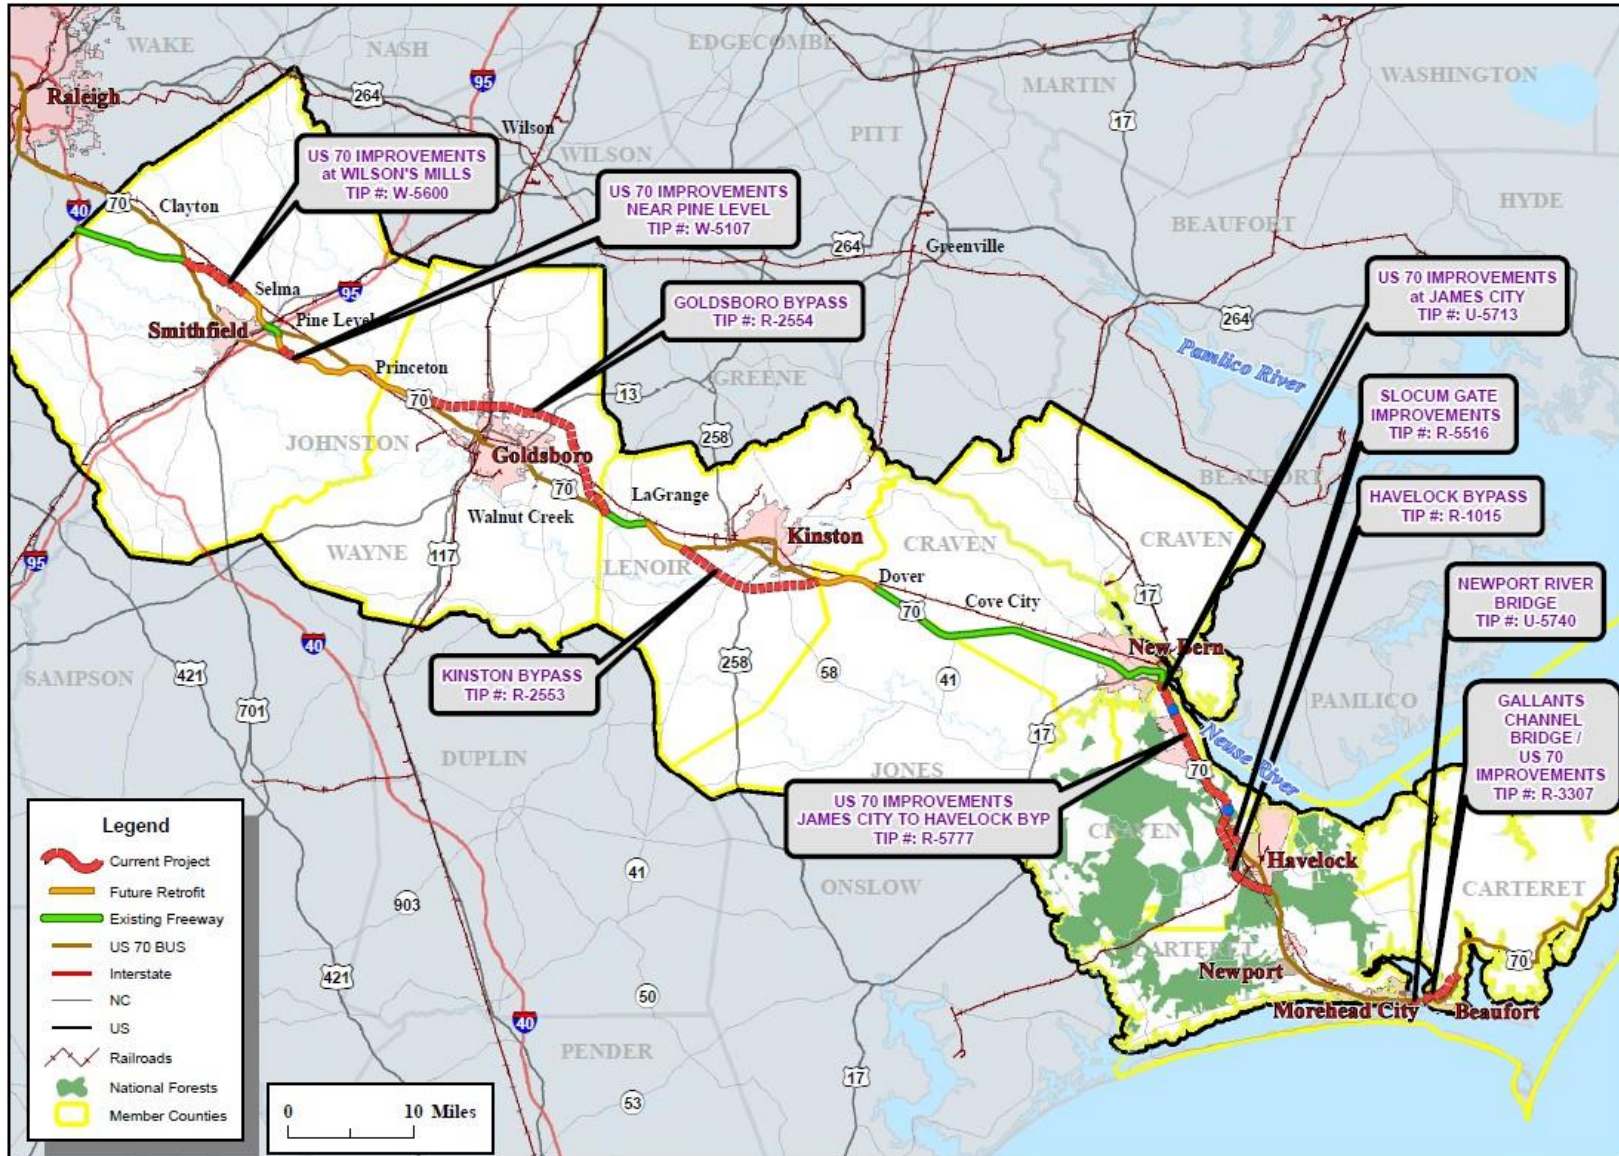 WAKE
NASH
EDGECOMBE
MARTIN
WASHINGTON
Raleigh
264
95
Wilson
17
PITT
WILSON
US 70 IMPROVEMENTS
at WILSON'S MILLS
TIP #: W-5600
US 70 IMPROVEMENTS
NEAR PINE LEVEL
TIP #: W-5107
40
70
Clayton
HYDE
BEAUFORT
264
Greenville
Selma
95
GOLDSBORO BYPASS
TIP #: R-2554
US 70 IMPROVEMENTS
at JAMES CITY
TIP #: U-5713
Smithfield
Pine Level
264
Pamlico River
Princeton
GREENE
70
13
SLOCUM GATE
IMPROVEMENTS
TIP #: R-5516
JOHNSTON
258
Goldsboro
BEAUFORT
70
LaGrange
HAVELOCK BYPASS
TIP #: R-1015
Walnut Creek
Kinston
WAYNE
117
CRAVEN
CRAVEN
95
LENOIR
Dover
70
Cove City
17
NEWPORT RIVER
BRIDGE
TIP #: U-5740
40
New Bern
SAMPSON
421
KINSTON BYPASS
TIP #: R-2553
258
58
41
701
PAMLICO
GALLANTS
CHANNEL
BRIDGE /
US 70
IMPROVEMENTS
TIP #: R-3307
17
Neuse River
DUPLIN
JONES
70
US 70 IMPROVEMENTS
JAMES CITY TO HAVELOCK BYP
TIP #: R-5777
CRAVEN
Havelock
41
ONSLOW
CARTERET
903
CARTERET
Newport
70
421
50
Morehead City
Beaufort
40
PENDER
17
53
Legend
Current Project
Future Retrofit
Existing Freeway
US 70 BUS
Interstate
NC
US
Railroads
National Forests
Member Counties
0 10 Miles